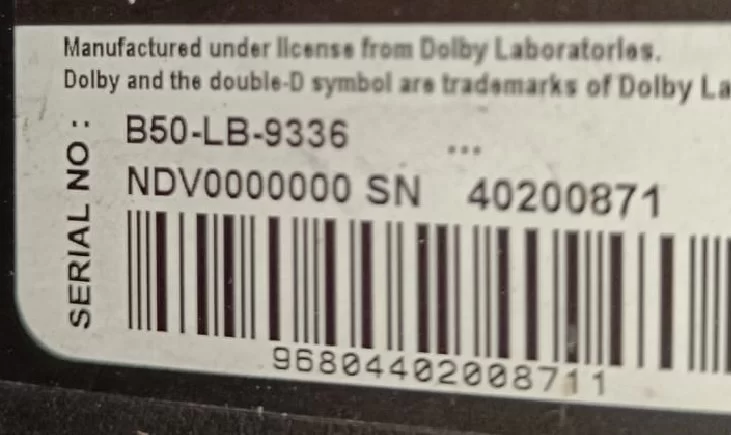 Manufactured under license from Dolby Laboratories.
Dolby and the double-D symbol are trademarks of Dolby La
SERIAL NO :
B50-LB-9336 ...
NDV0000000 SN 40200871
96804402008711